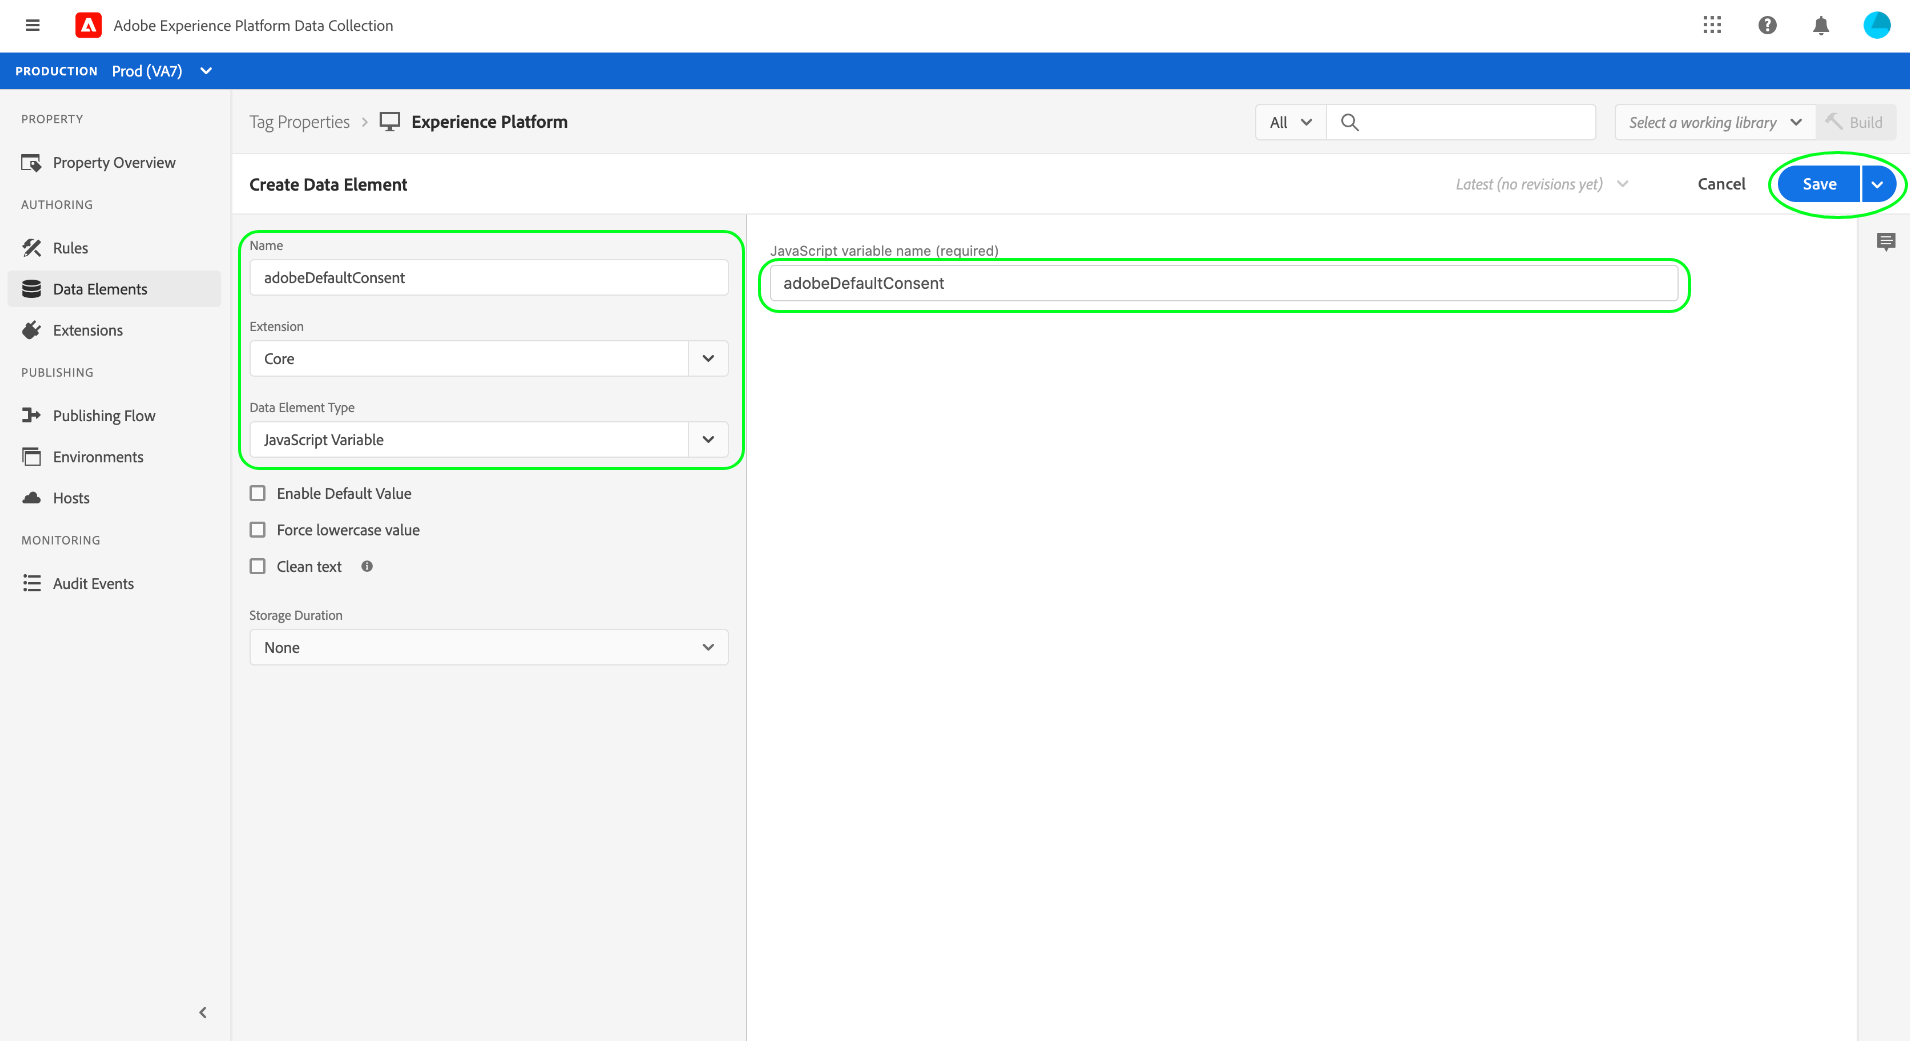 Adobe Experience Platform Data Collection
PRODUCTION Prod (VA7)
PROPERTY
Property Overview
AUTHORING
Rules
Data Elements
Extensions
PUBLISHING
Publishing Flow
Environments
Hosts
MONITORING
Audit Events
Tag Properties > Experience Platform
All
Select a working library
Build
Create Data Element
Latest (no revisions yet)
Cancel
Save
Name
adobeDefaultConsent
Extension
Core
Data Element Type
JavaScript Variable
Enable Default Value
Force lowercase value
Clean text
Storage Duration
None
JavaScript variable name (required)
adobeDefaultConsent